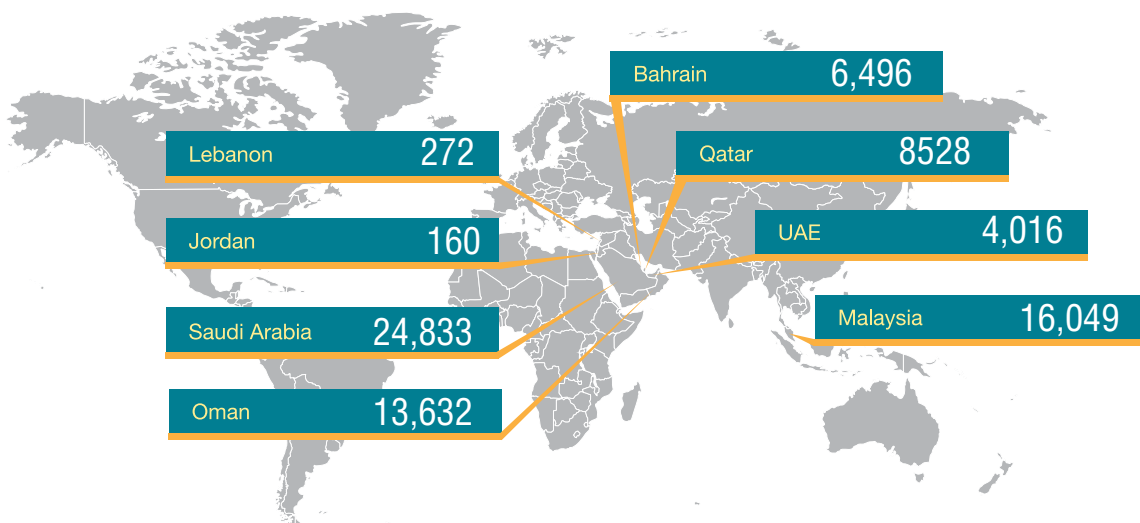 Bahrain 6,496
Lebanon 272
Qatar 8528
Jordan 160
UAE 4,016
Saudi Arabia 24,833
Malaysia 16,049
Oman 13,632